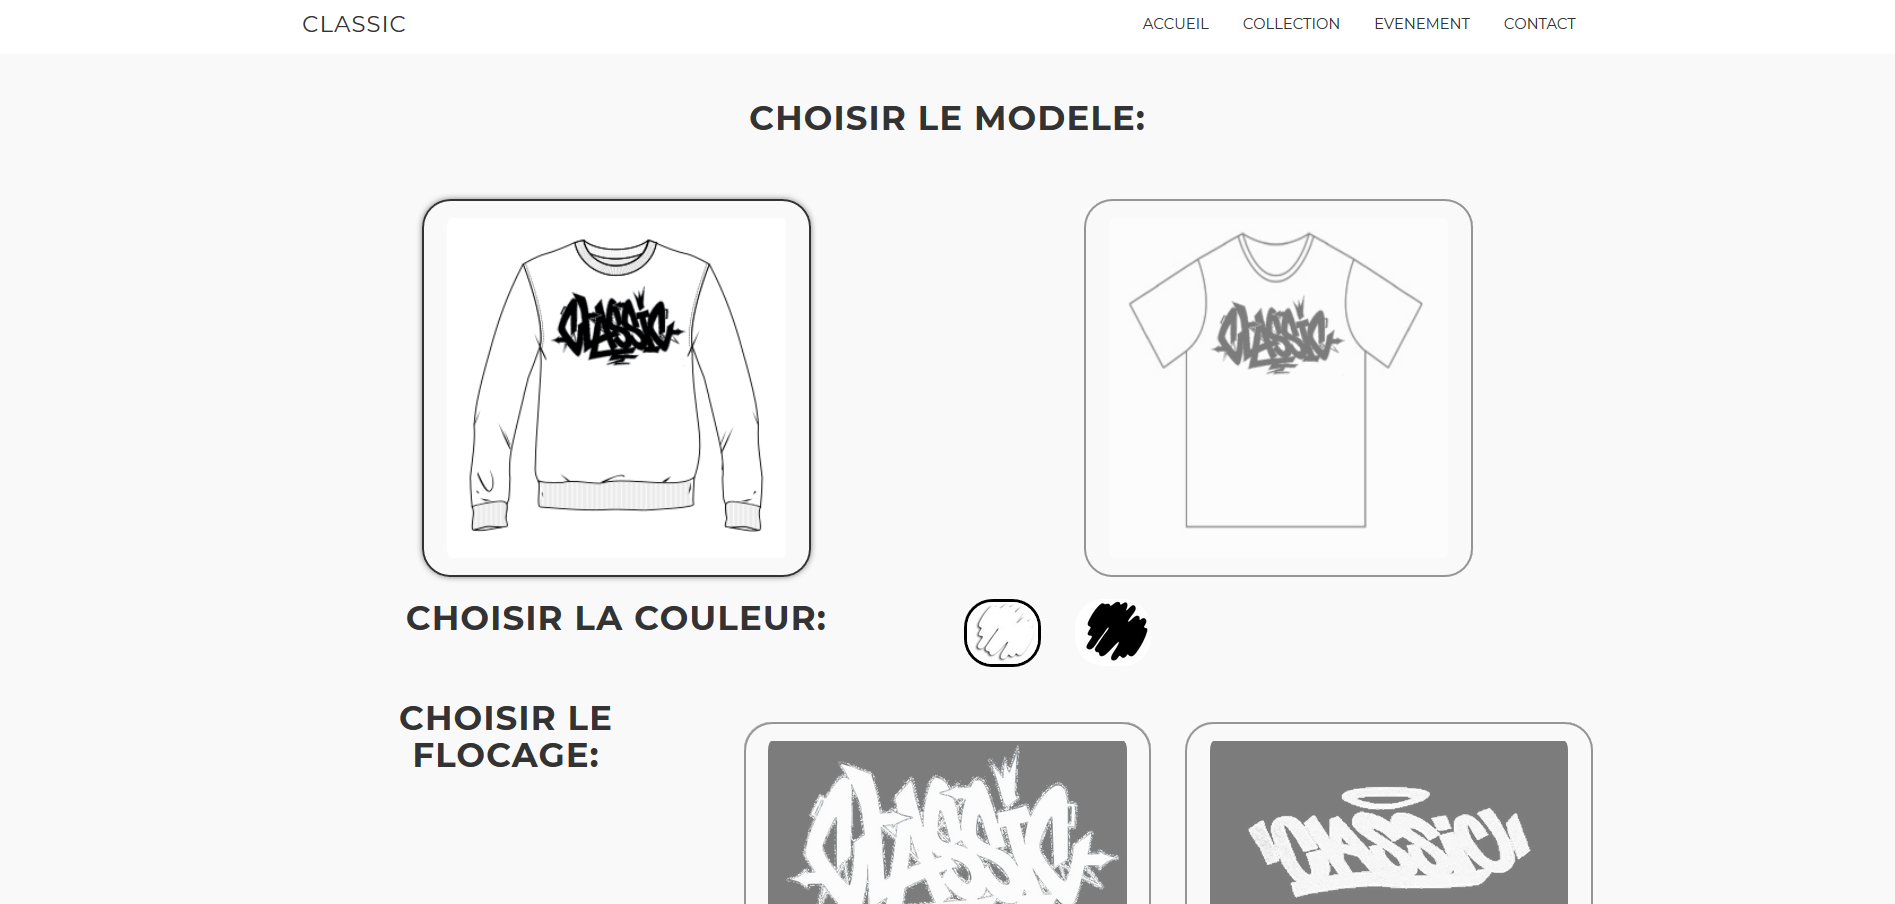 CLASSIC
ACCUEIL COLLECTION EVENEMENT CONTACT
CHOISIR LE MODELE:
CLASSIC
CLASSIC
CHOISIR LA COULEUR:
CHOISIR LE
FLOCAGE:
CLASSIC
CLASSIC